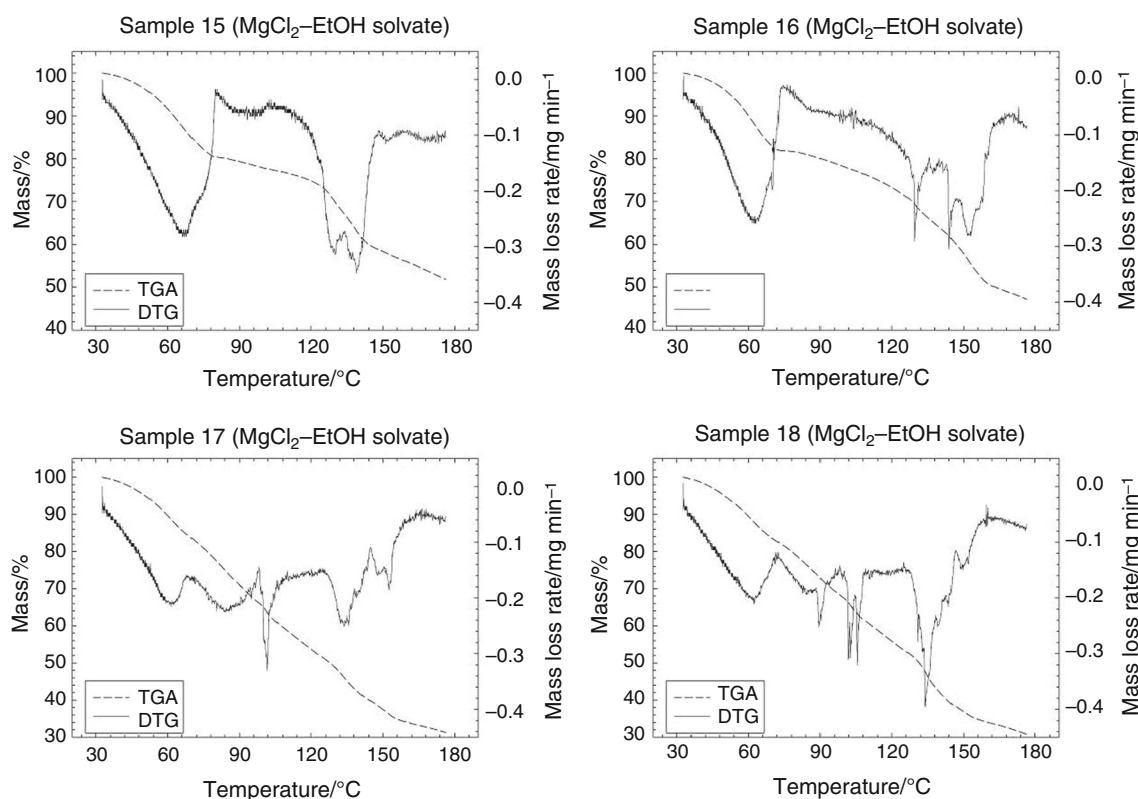 Sample 15 (MgCl₂–EtOH solvate)
100
90
80
70
60
50
40
Mass/%
0.0
–0.1
–0.2
–0.3
–0.4
Mass loss rate/mg min⁻¹
TGA
DTG
30 60 90 120 150 180
Temperature/°C
Sample 16 (MgCl₂–EtOH solvate)
100
90
80
70
60
50
40
Mass/%
0.0
–0.1
–0.2
–0.3
–0.4
Mass loss rate/mg min⁻¹
30 60 90 120 150 180
Temperature/°C
Sample 17 (MgCl₂–EtOH solvate)
100
90
80
70
60
50
40
30
Mass/%
0.0
–0.1
–0.2
–0.3
–0.4
Mass loss rate/mg min⁻¹
TGA
DTG
30 60 90 120 150 180
Temperature/°C
Sample 18 (MgCl₂–EtOH solvate)
100
90
80
70
60
50
40
30
Mass/%
0.0
–0.1
–0.2
–0.3
–0.4
Mass loss rate/mg min⁻¹
TGA
DTG
30 60 90 120 150 180
Temperature/°C